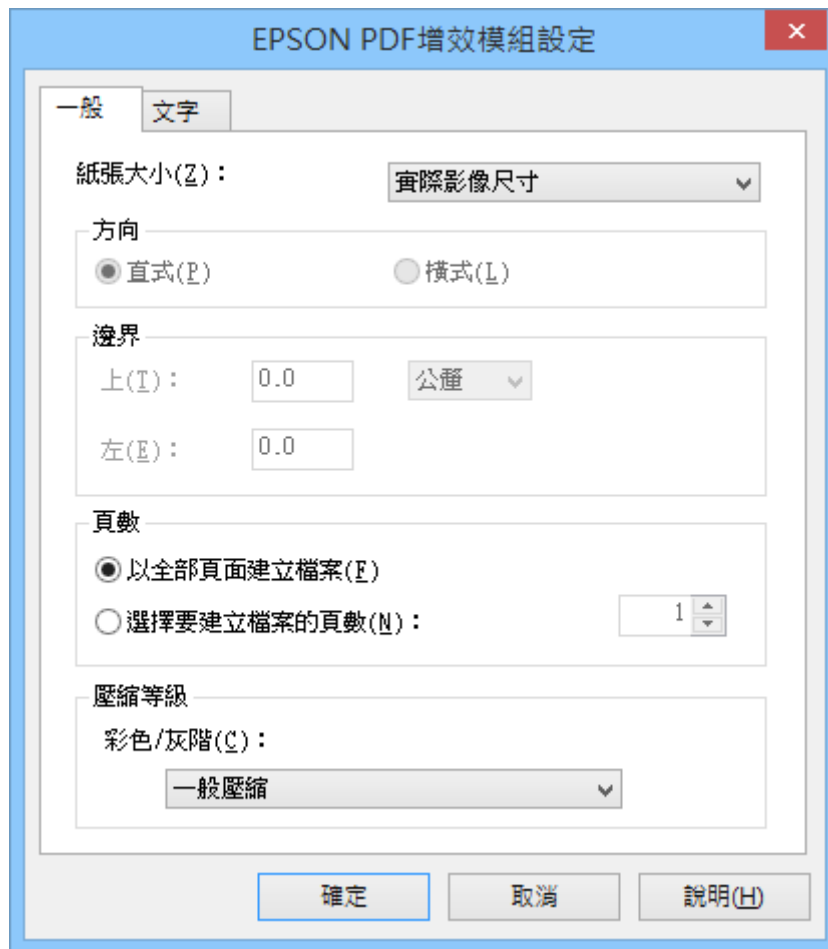 EPSON PDF增效模組設定
一般 文字
紙張大小(Z)： 實際影像尺寸
方向
直式(P) 橫式(L)
邊界
上(T)： 0.0 公釐
左(E)： 0.0
頁數
以全部頁面建立檔案(F)
選擇要建立檔案的頁數(N)： 1
壓縮等級
彩色/灰階(C)：
一般壓縮
確定 取消 說明(H)